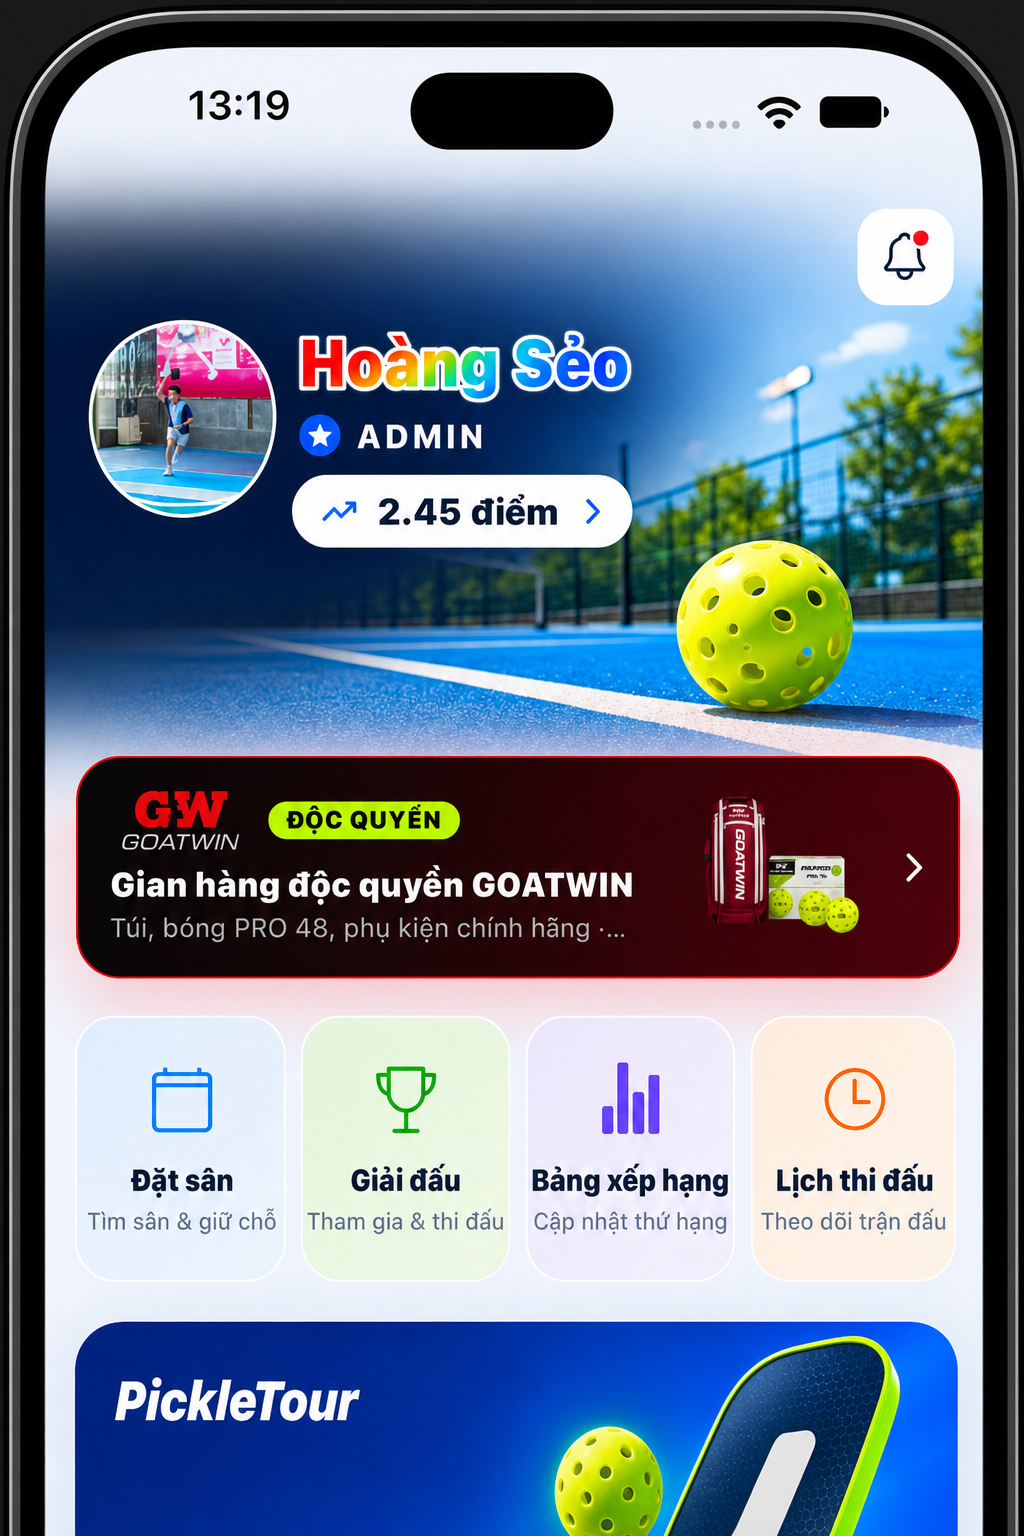 13:19
Hoàng Sẻo
ADMIN
2.45 điểm
GW
GOATWIN
ĐỘC QUYỀN
Gian hàng độc quyền GOATWIN
Túi, bóng PRO 48, phụ kiện chính hãng ·...
GOATWIN
Đặt sân
Tìm sân & giữ chỗ
Giải đấu
Tham gia & thi đấu
Bảng xếp hạng
Cập nhật thứ hạng
Lịch thi đấu
Theo dõi trận đấu
PickleTour